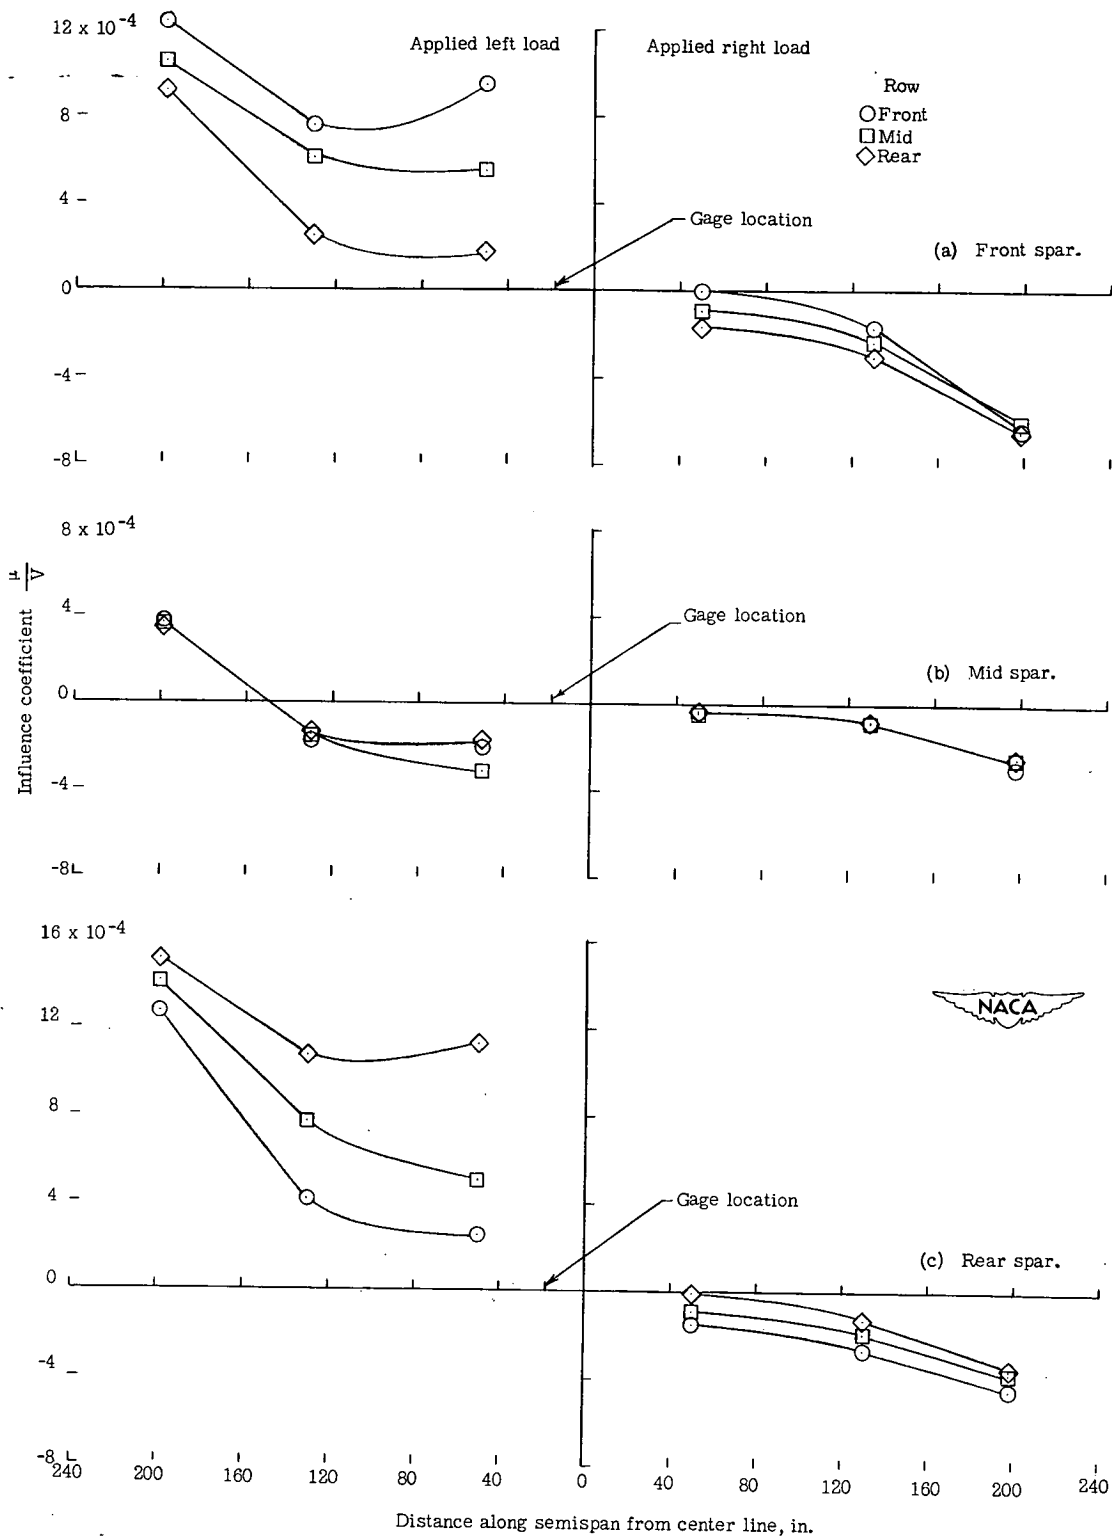 12 x 10-4
Applied left load
Applied right load
Row
Front
Mid
Rear
8
4
Gage location
(a) Front spar.
0
-4
-8
8 x 10-4
4
Gage location
(b) Mid spar.
0
-4
-8
Influence coefficient μ/V
16 x 10-4
NACA
12
8
4
Gage location
(c) Rear spar.
0
-4
-8
240 200 160 120 80 40 0 40 80 120 160 200 240
Distance along semispan from center line, in.